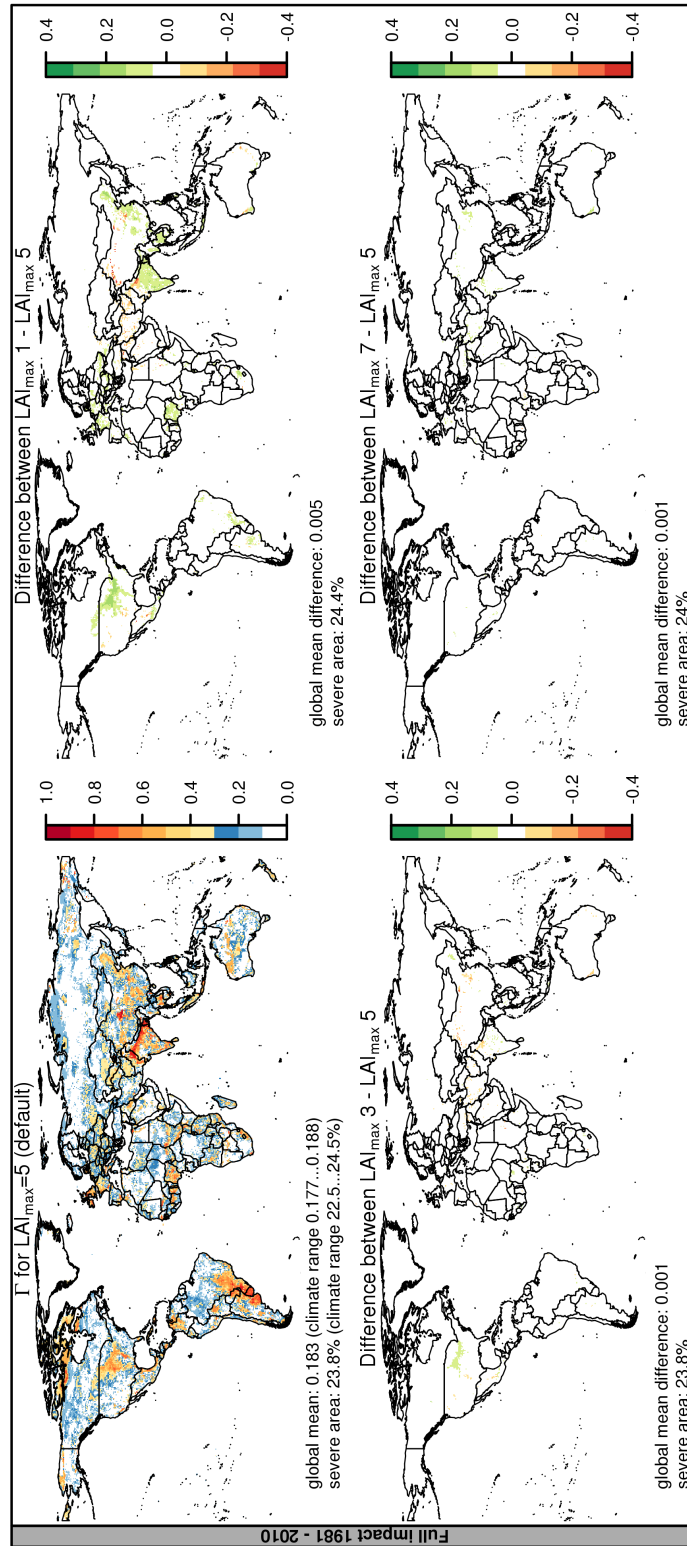 Full impact 1981 - 2010
Γ for LAImax=5 (default)
1.0
0.8
0.6
0.4
0.2
0.0
global mean: 0.183 (climate range 0.177...0.188)
severe area: 23.8% (climate range 22.5...24.5%)
Difference between LAImax 1 - LAImax 5
0.4
0.2
0.0
-0.2
-0.4
global mean difference: 0.005
severe area: 24.4%
Difference between LAImax 3 - LAImax 5
0.4
0.2
0.0
-0.2
-0.4
global mean difference: 0.001
severe area: 23.8%
Difference between LAImax 7 - LAImax 5
0.4
0.2
0.0
-0.2
-0.4
global mean difference: 0.001
severe area: 24%